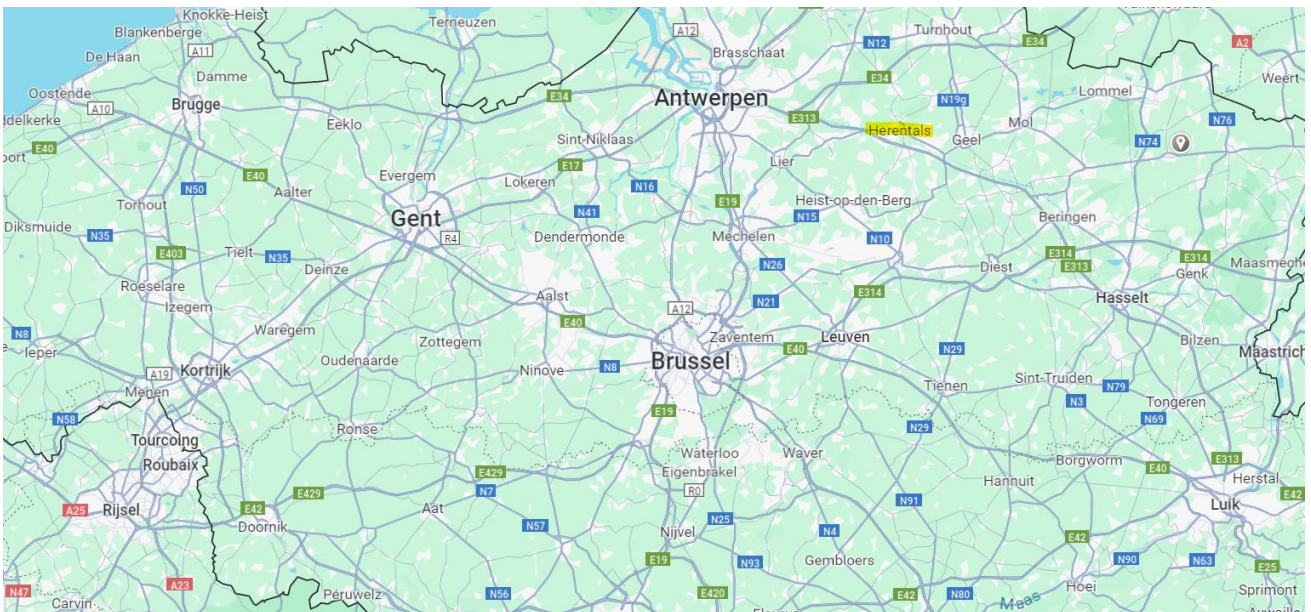 Knokke-Heist
Terneuzen
Turnhout
Blankenberge
A11
A12
Brasschaat
N12
E34
A2
De Haan
Damme
E34
Weert
Oostende
A10
Brugge
E34
Antwerpen
N19g
Lommel
Eeklo
Sint-Niklaas
E313
Herentals
Mol
N76
E40
E40
Evergem
E17
Lier
Geel
N74
Aalter
N50
Lokeren
N16
E19
Heist-op-den-Berg
Torhout
Gent
N41
N15
Beringen
Diksmuide
N35
R4
Dendermonde
Mechelen
N10
E403
Tielt
N35
Deinze
N26
Diest
E314
E313
E314
Genk
Roeselare
Izegem
Aalst
N21
E314
Hasselt
A12
Waregem
E40
Zaventem
Leuven
N8
Ieper
Zottegem
Brussel
E40
N29
Bilzen
Oudenaarde
Ninove
N8
A19
Kortrijk
Menen
Tienen
Sint-Truiden
N79
N3
Tongeren
N58
E19
N69
Ronse
N29
Tourcoing
Roubaix
Waterloo
Waver
Borgworm
E40
E313
Herstal
E429
Eigenbrakel
Hannuit
E42
E429
N7
R0
N91
Luik
A25
Rijsel
E42
Doornik
Aat
N57
Nijvel
N25
N4
E42
N90
N63
E19
N93
Gembloers
E25
N47
A23
Péruwelz
N56
E420
E42
N80
Maas
Hoei
Sprimont
Carvin